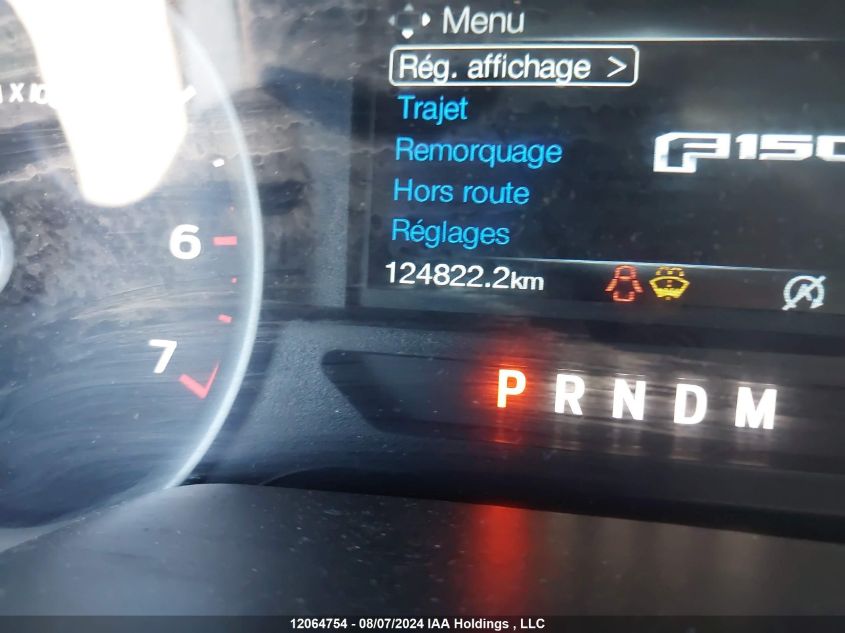 Menu
Rég. affichage >
Trajet
Remorquage
Hors route
Réglages
124822.2km
6
7
P R N D M
12064754 - 08/07/2024 IAA Holdings , LLC